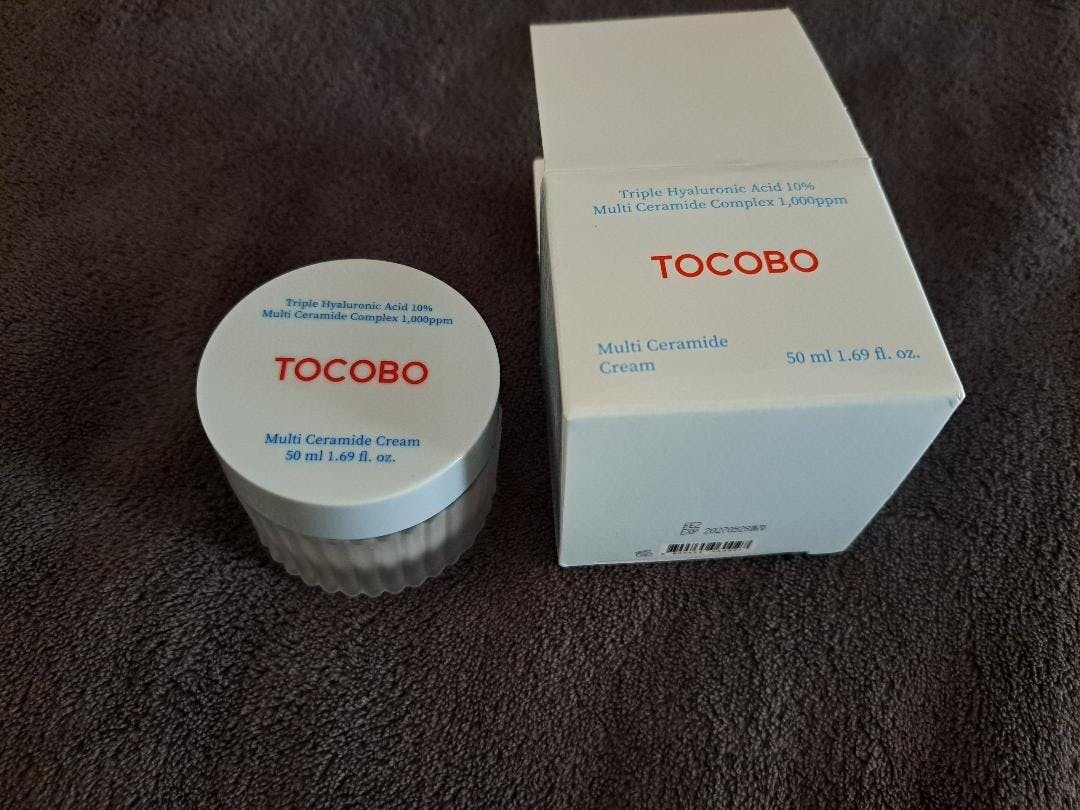 Triple Hyaluronic Acid 10%
Multi Ceramide Complex 1,000ppm
TOCOBO
Multi Ceramide Cream
50 ml 1.69 fl. oz.
Triple Hyaluronic Acid 10%
Multi Ceramide Complex 1,000ppm
TOCOBO
Multi Ceramide
Cream
50 ml 1.69 fl. oz.
EXP